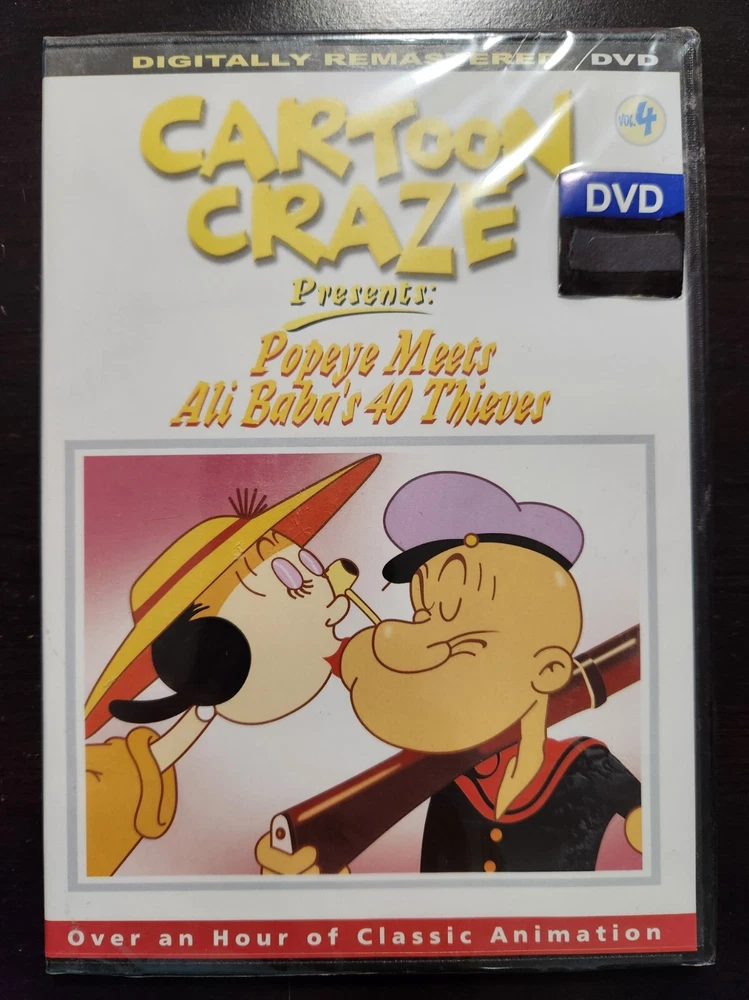 DIGITALLY REMASTERED DVD
CARTOON
CRAZE
VOL. 4
DVD
Presents:
Popeye Meets
Ali Baba's 40 Thieves
Over an Hour of Classic Animation